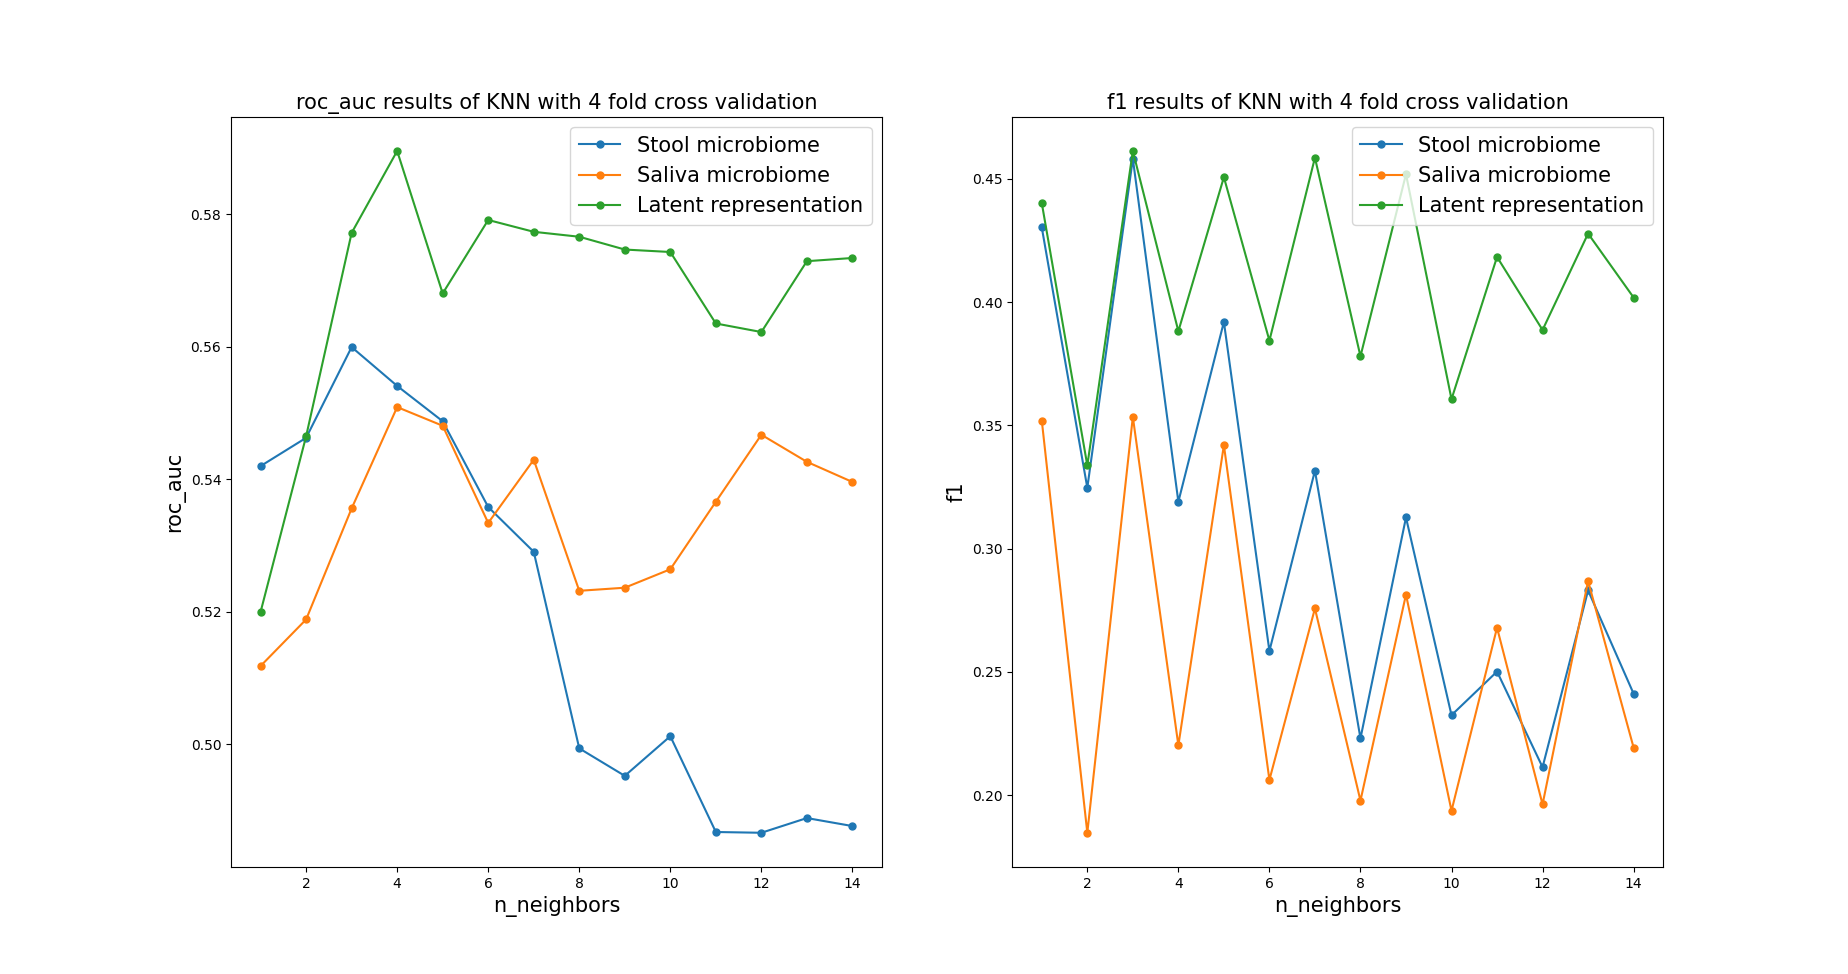 roc_auc results of KNN with 4 fold cross validation
Stool microbiome
Saliva microbiome
Latent representation
roc_auc
0.58
0.56
0.54
0.52
0.50
2 4 6 8 10 12 14
n_neighbors
f1 results of KNN with 4 fold cross validation
Stool microbiome
Saliva microbiome
Latent representation
f1
0.45
0.40
0.35
0.30
0.25
0.20
2 4 6 8 10 12 14
n_neighbors